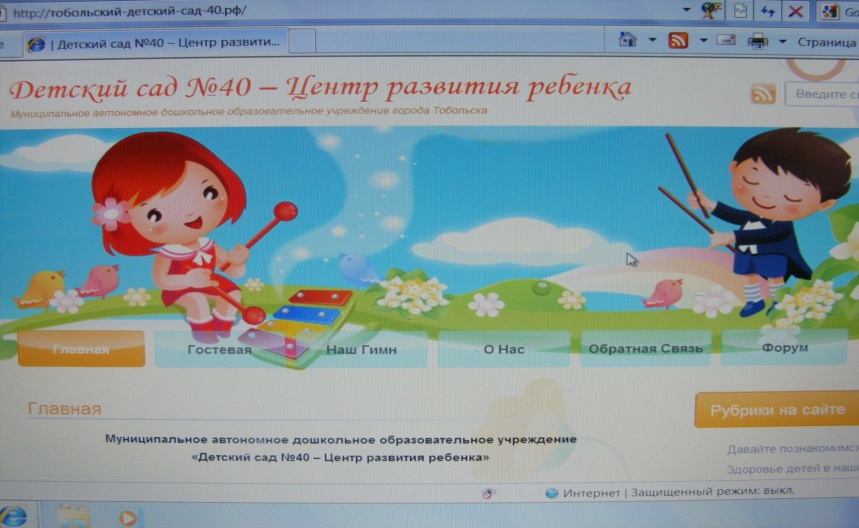 http://тобольский-детский-сад-40.рф/
| Детский сад №40 – Центр развити...
Страница
Детский сад №40 – Центр развития ребенка
Муниципальное автономное дошкольное образовательное учреждение города Тобольска
Введите
Главная
Гостевая
Наш Гимн
О Нас
Обратная Связь
Форум
Главная
Рубрики на сайте
Муниципальное автономное дошкольное образовательное учреждение
«Детский сад №40 – Центр развития ребенка»
Давайте познакомимс
Здоровье детей в наш
Интернет | Защищенный режим: выкл.